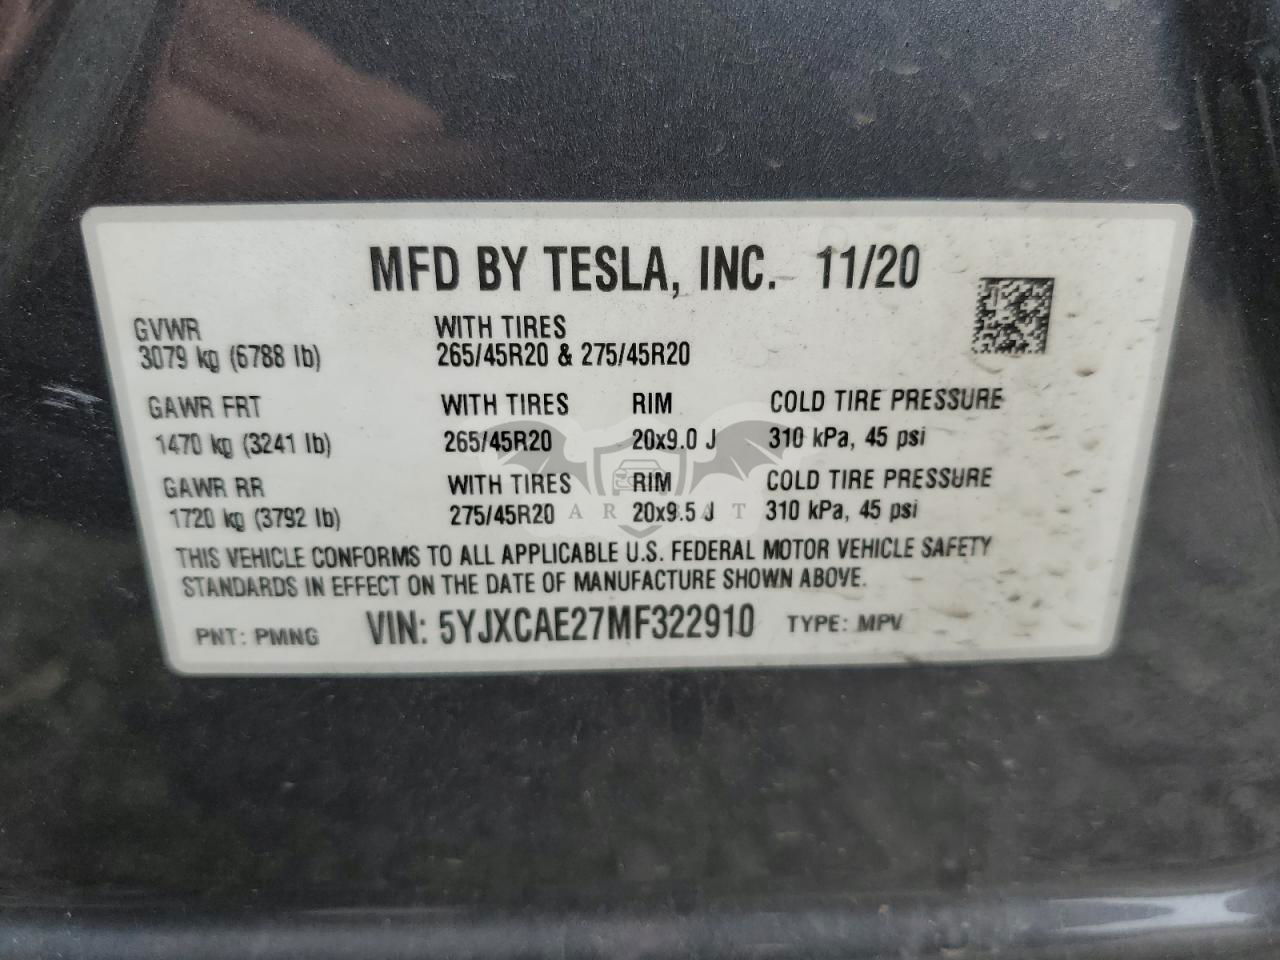 MFD BY TESLA, INC. 11/20
GVWR
3079 kg (6788 lb)
WITH TIRES
265/45R20 & 275/45R20
GAWR FRT WITH TIRES RIM COLD TIRE PRESSURE
1470 kg (3241 lb) 265/45R20 20x9.0 J 310 kPa, 45 psi
GAWR RR WITH TIRES RIM COLD TIRE PRESSURE
1720 kg (3792 lb) 275/45R20 20x9.5 J 310 kPa, 45 psi
THIS VEHICLE CONFORMS TO ALL APPLICABLE U.S. FEDERAL MOTOR VEHICLE SAFETY
STANDARDS IN EFFECT ON THE DATE OF MANUFACTURE SHOWN ABOVE.
PNT: PMNG VIN: 5YJXCAE27MF322910 TYPE: MPV